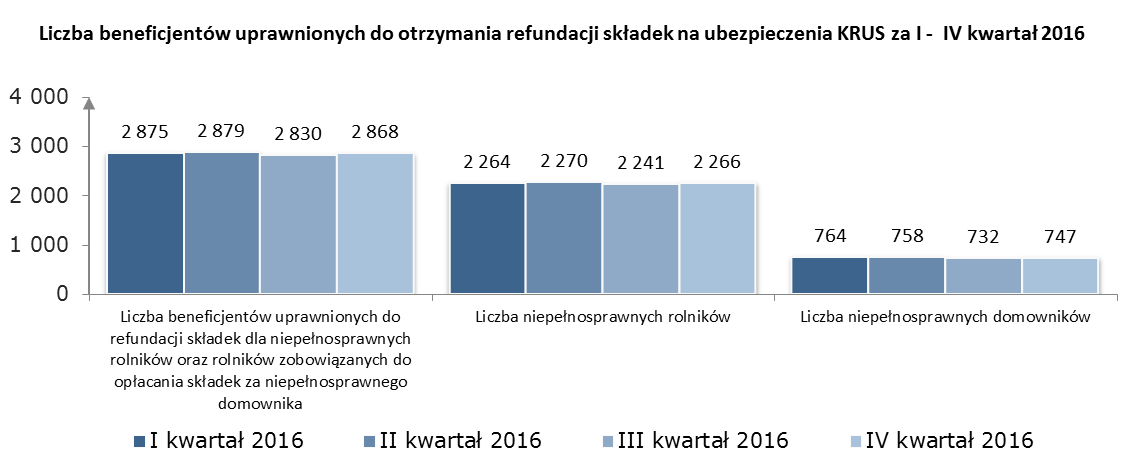 Liczba beneficjentów uprawnionych do otrzymania refundacji składek na ubezpieczenia KRUS za I - IV kwartał 2016
4 000
3 000
2 000
1 000
0
2 875
2 879
2 830
2 868
2 264
2 270
2 241
2 266
764
758
732
747
Liczba beneficjentów uprawnionych do
refundacji składek dla niepełnosprawnych
rolników oraz rolników zobowiązanych do
opłacania składek za niepełnosprawnego
domownika
Liczba niepełnosprawnych rolników
Liczba niepełnosprawnych domowników
I kwartał 2016
II kwartał 2016
III kwartał 2016
IV kwartał 2016